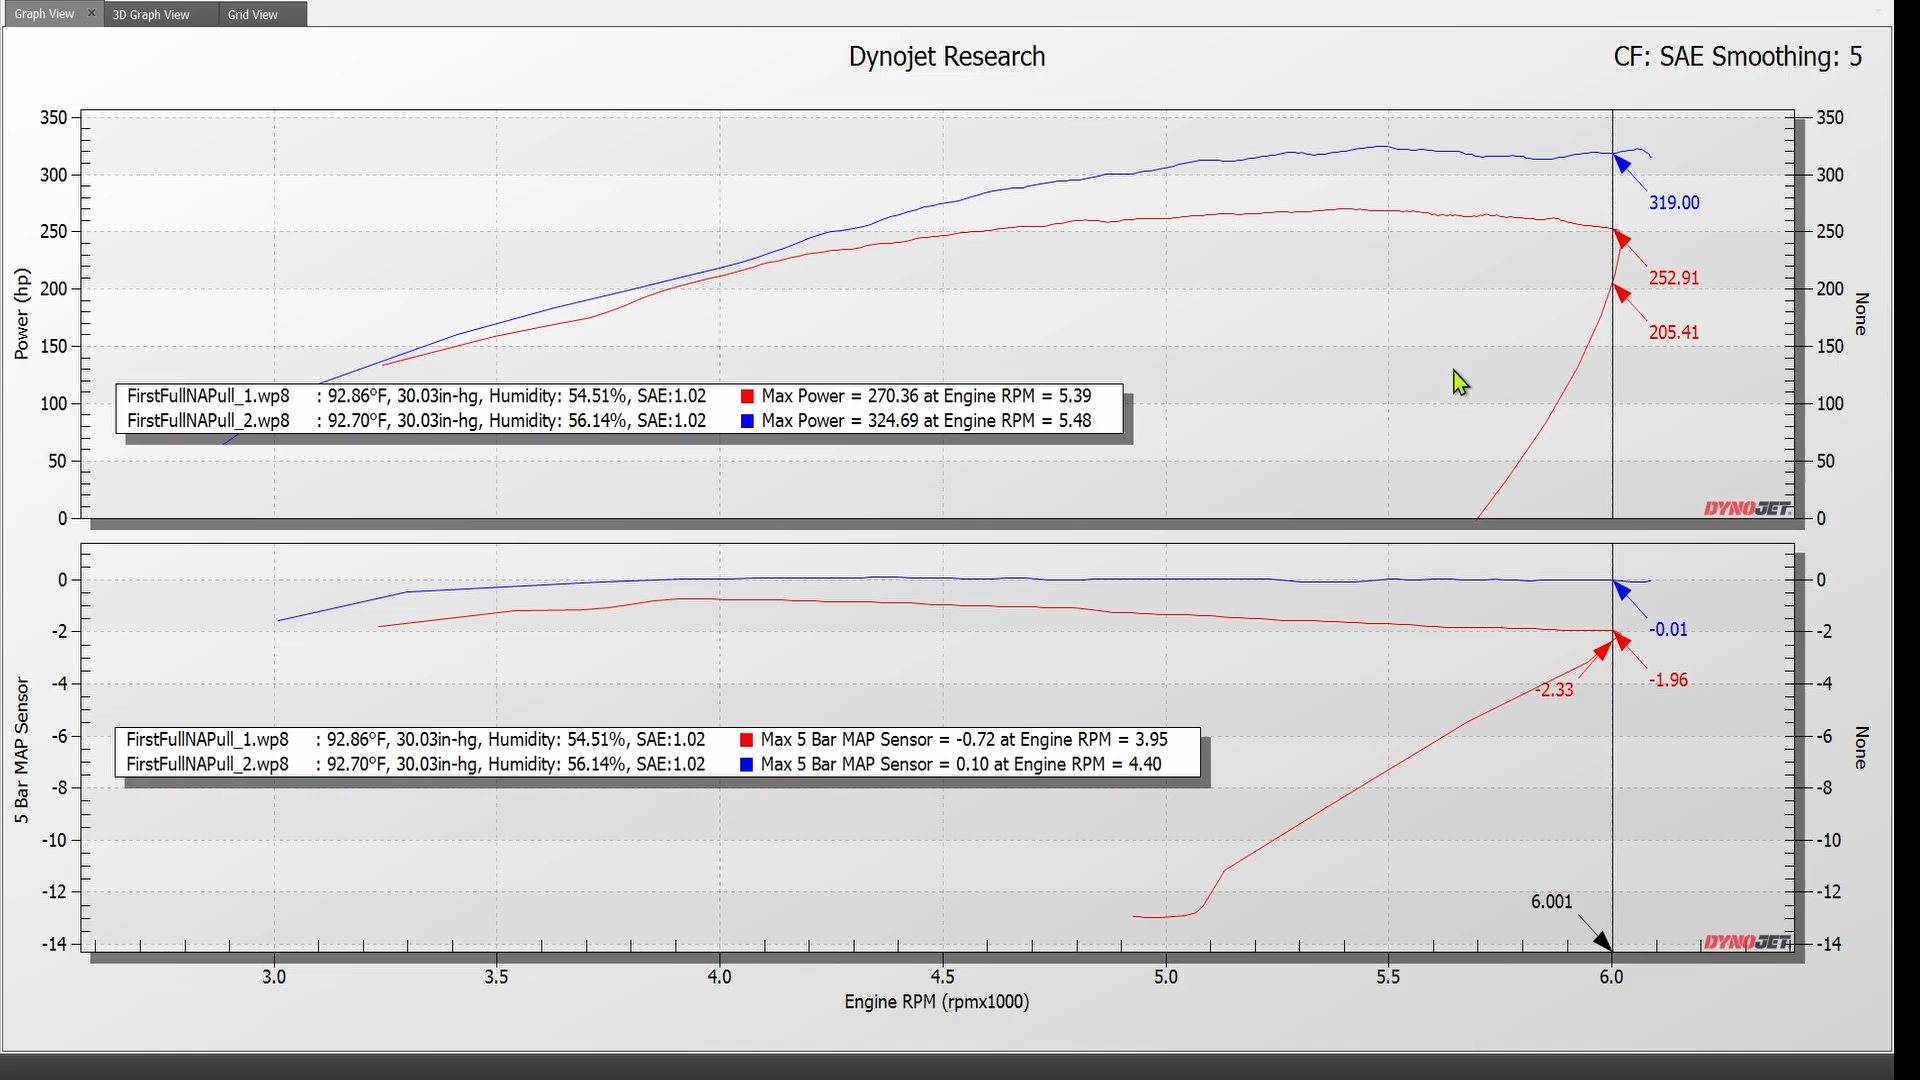 Graph View
3D Graph View
Grid View
Dynojet Research
CF: SAE Smoothing: 5
350
300
250
200
150
100
50
0
Power (hp)
350
300
250
200
150
100
50
0
None
319.00
252.91
205.41
FirstFullNAPull_1.wp8 : 92.86°F, 30.03in-hg, Humidity: 54.51%, SAE:1.02 Max Power = 270.36 at Engine RPM = 5.39
FirstFullNAPull_2.wp8 : 92.70°F, 30.03in-hg, Humidity: 56.14%, SAE:1.02 Max Power = 324.69 at Engine RPM = 5.48
DYNOJET
0
-2
-4
-6
-8
-10
-12
-14
5 Bar MAP Sensor
0
-2
-4
-6
-8
-10
-12
-14
None
-0.01
-1.96
-2.33
FirstFullNAPull_1.wp8 : 92.86°F, 30.03in-hg, Humidity: 54.51%, SAE:1.02 Max 5 Bar MAP Sensor = -0.72 at Engine RPM = 3.95
FirstFullNAPull_2.wp8 : 92.70°F, 30.03in-hg, Humidity: 56.14%, SAE:1.02 Max 5 Bar MAP Sensor = 0.10 at Engine RPM = 4.40
6.001
DYNOJET
3.0 3.5 4.0 4.5 5.0 5.5 6.0
Engine RPM (rpmx1000)